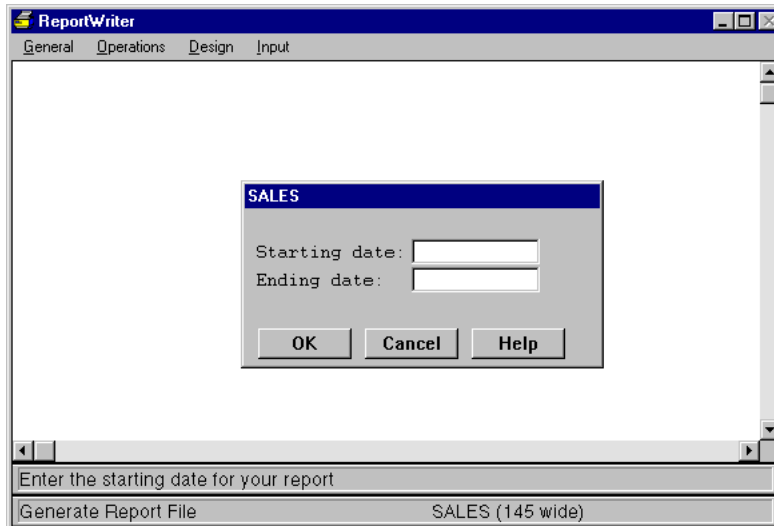 ReportWriter
General Operations Design Input
SALES
Starting date:
Ending date:
OK Cancel Help
Enter the starting date for your report
Generate Report File SALES (145 wide)